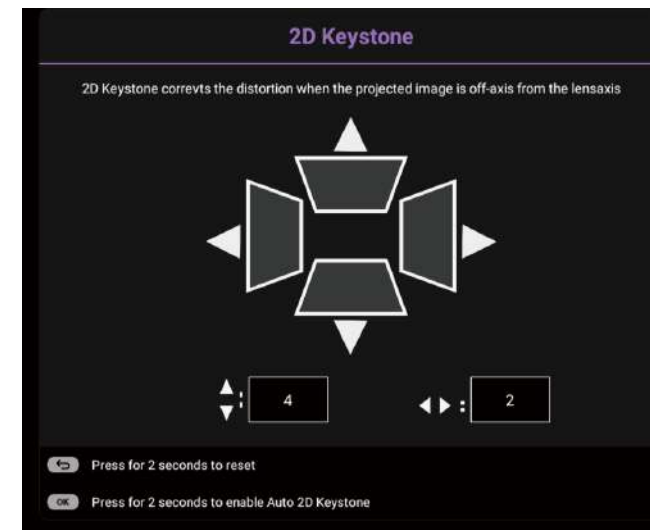 2D Keystone
2D Keystone correvts the distortion when the projected image is off-axis from the lensaxis
: 4
: 2
Press for 2 seconds to reset
OK Press for 2 seconds to enable Auto 2D Keystone